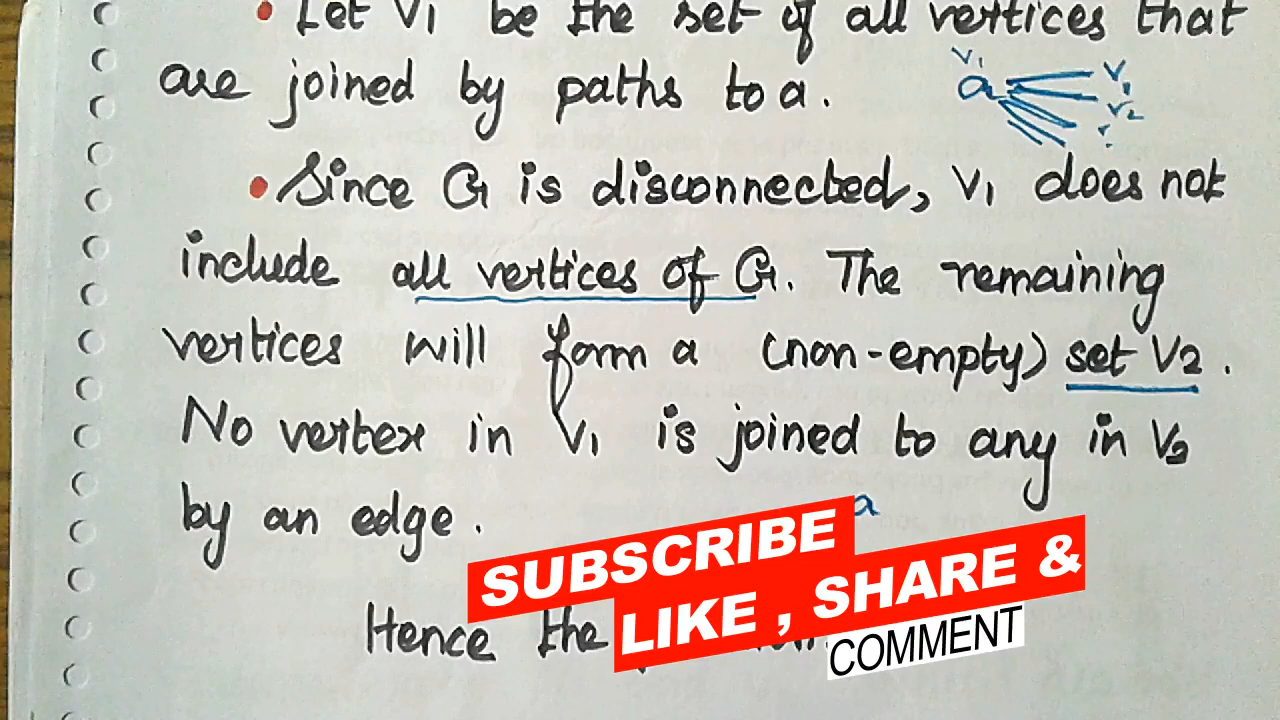 • Let V1 be the set of all vertices that
are joined by paths to a.
V1
a
V1
V2
• Since G is disconnected, V1 does not
include all vertices of G. The remaining
vertices will form a (non-empty) set V2.
No vertex in V1 is joined to any in V2
by an edge.
a
SUBSCRIBE
LIKE , SHARE &
COMMENT
Hence the